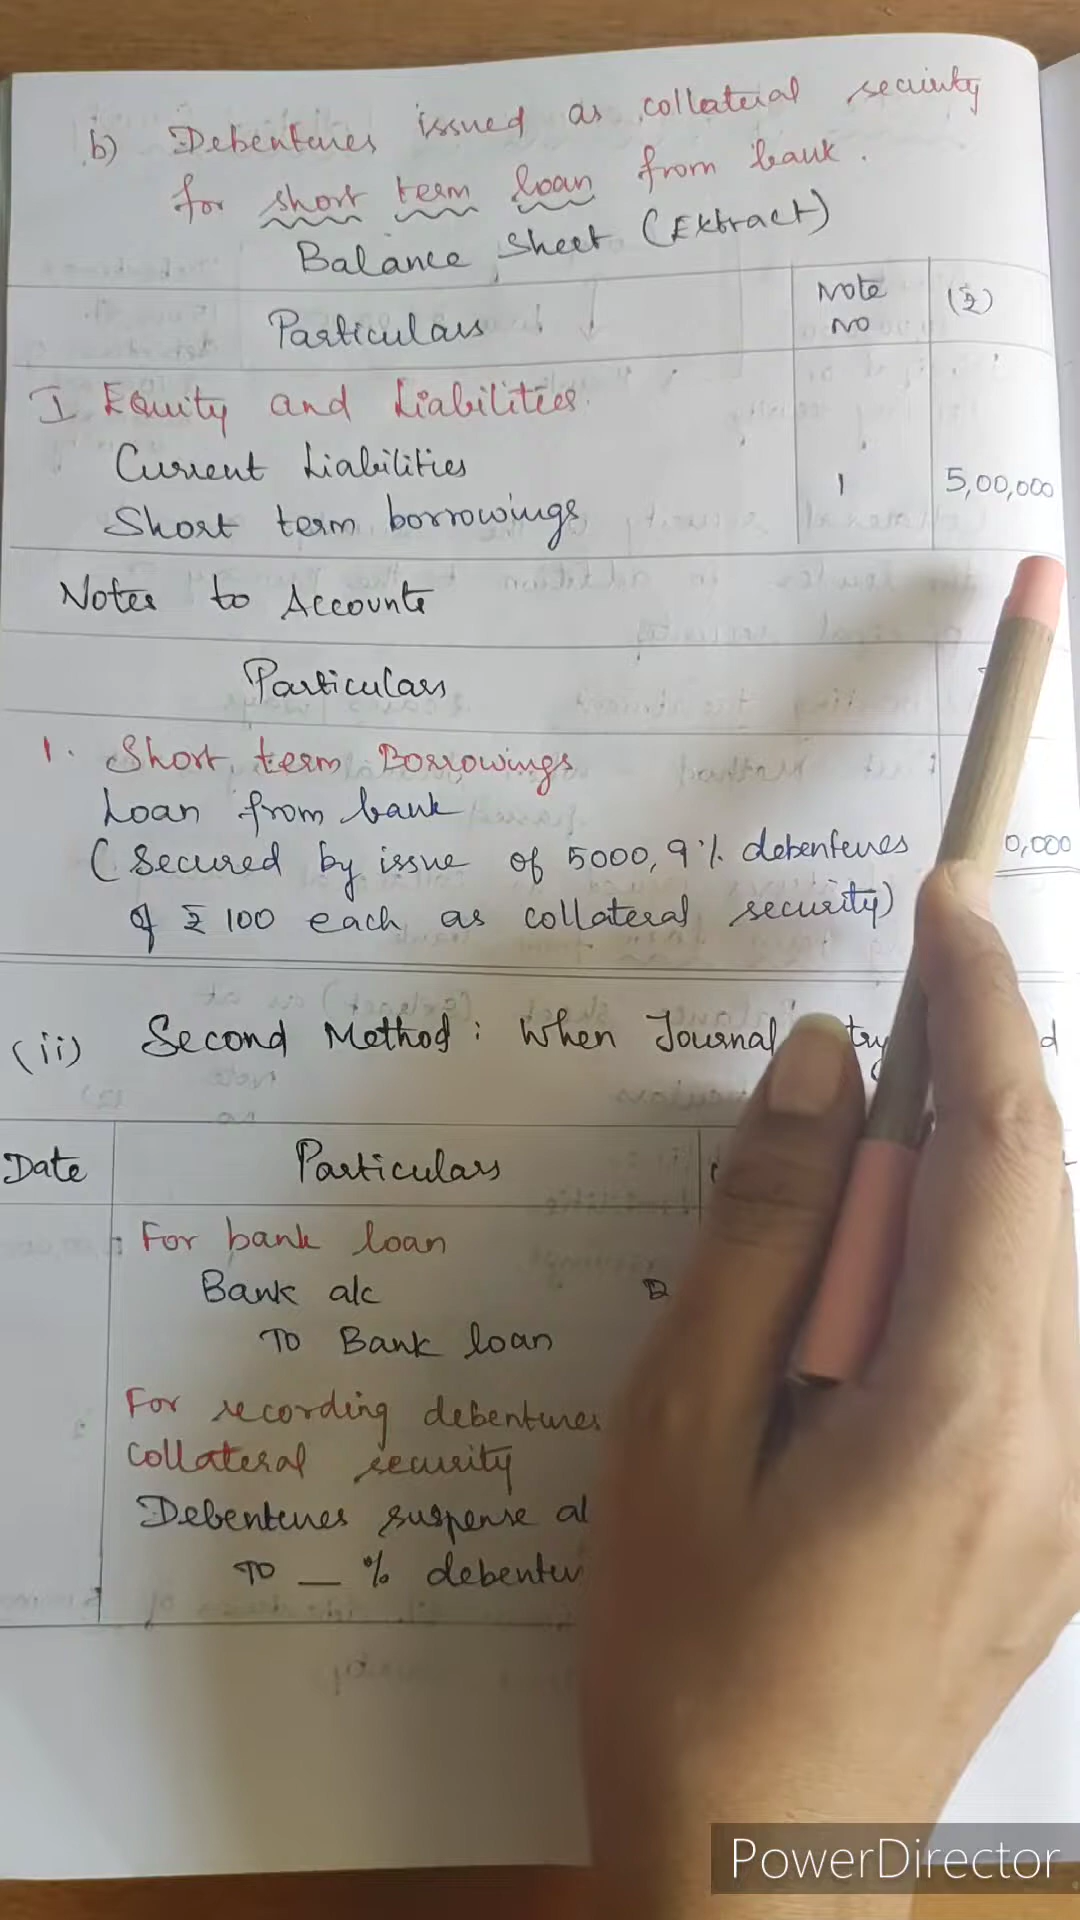 b) Debentures issued as collateral security
for short term loan from bank.
Balance Sheet (Extract)
Particulars Note No (₹)
I Equity and Liabilities
Current Liabilities
Short term borrowings 1 5,00,000
Notes to Accounts
Particulars
1. Short term Borrowings
Loan from bank
(Secured by issue of 5000, 9% debentures 0,000
of ₹ 100 each as collateral security)
(ii) Second Method : When Journal
Date Particulars
For bank loan
Bank a/c
To Bank loan
For recording debentures
Collateral security
Debentures suspense
To __ %
PowerDirector